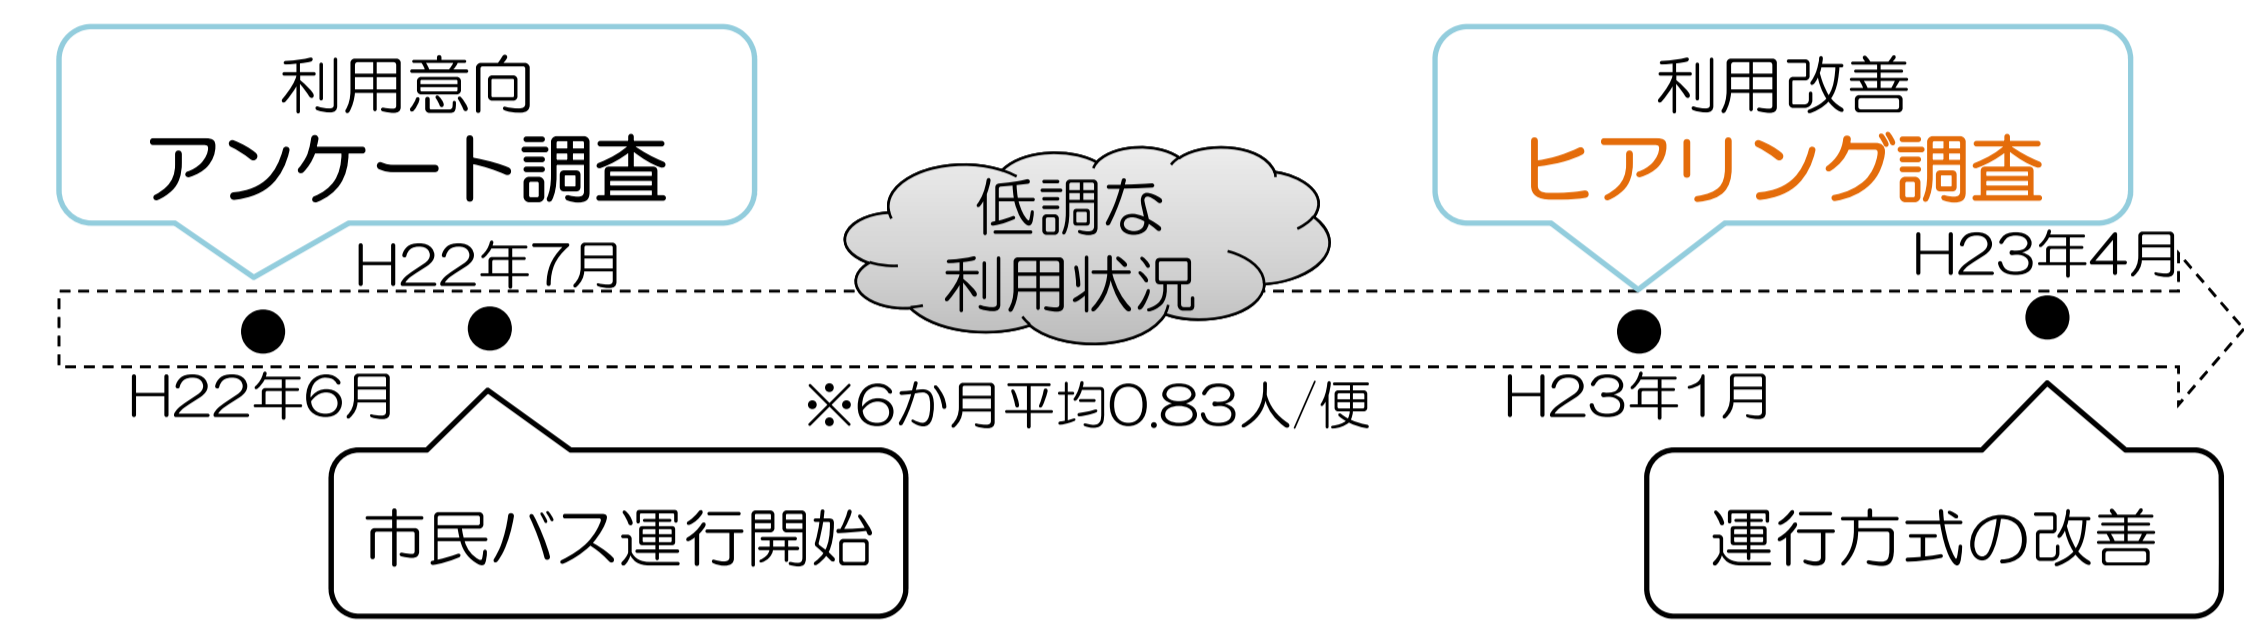 利用意向
アンケート調査
H22年7月
H22年6月
市民バス運行開始
低調な
利用状況
※6か月平均0.83人/便
利用改善
ヒアリング調査
H23年4月
H23年1月
運行方式の改善